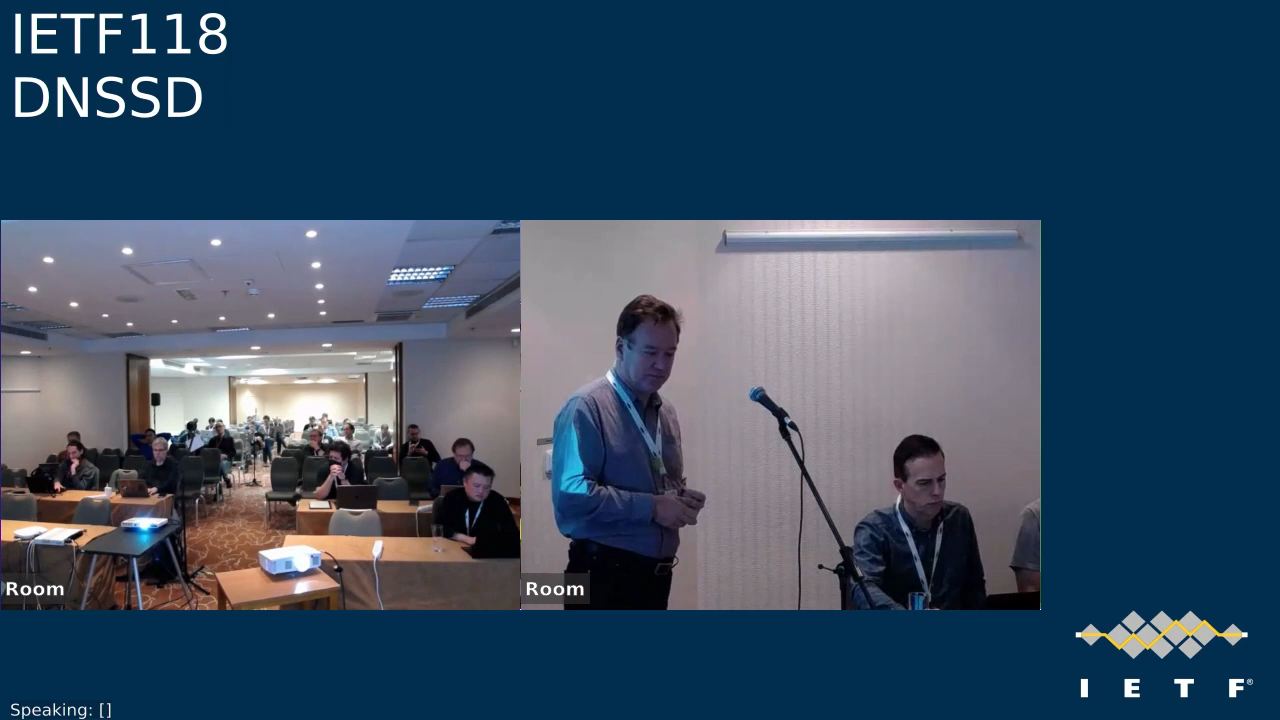 IETF118
DNSSD
Room
Room
I E T F®
Speaking: []